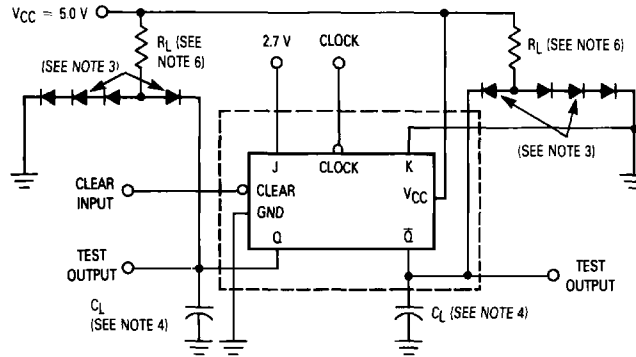 VCC = 5.0 V
RL (SEE
NOTE 6)
2.7 V
CLOCK
RL (SEE NOTE 6)
(SEE NOTE 3)
(SEE NOTE 3)
J
CLOCK
K
CLEAR
INPUT
CLEAR
VCC
GND
Q
Q̅
TEST
OUTPUT
TEST
OUTPUT
CL
(SEE NOTE 4)
CL (SEE NOTE 4)